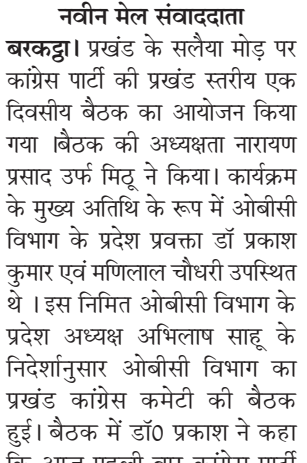 नवीन मेल संवाददाता
बरकट्ठा। प्रखंड के सलैया मोड़ पर
कांग्रेस पार्टी की प्रखंड स्तरीय एक
दिवसीय बैठक का आयोजन किया
गया ।बैठक की अध्यक्षता नारायण
प्रसाद उर्फ मिठू ने किया। कार्यक्रम
के मुख्य अतिथि के रूप में ओबीसी
विभाग के प्रदेश प्रवक्ता डॉ प्रकाश
कुमार एवं मणिलाल चौधरी उपस्थित
थे । इस निमित ओबीसी विभाग के
प्रदेश अध्यक्ष अभिलाष साहू के
निदेर्शानुसार ओबीसी विभाग का
प्रखंड कांग्रेस कमेटी की बैठक
हुई। बैठक में डॉ0 प्रकाश ने कहा